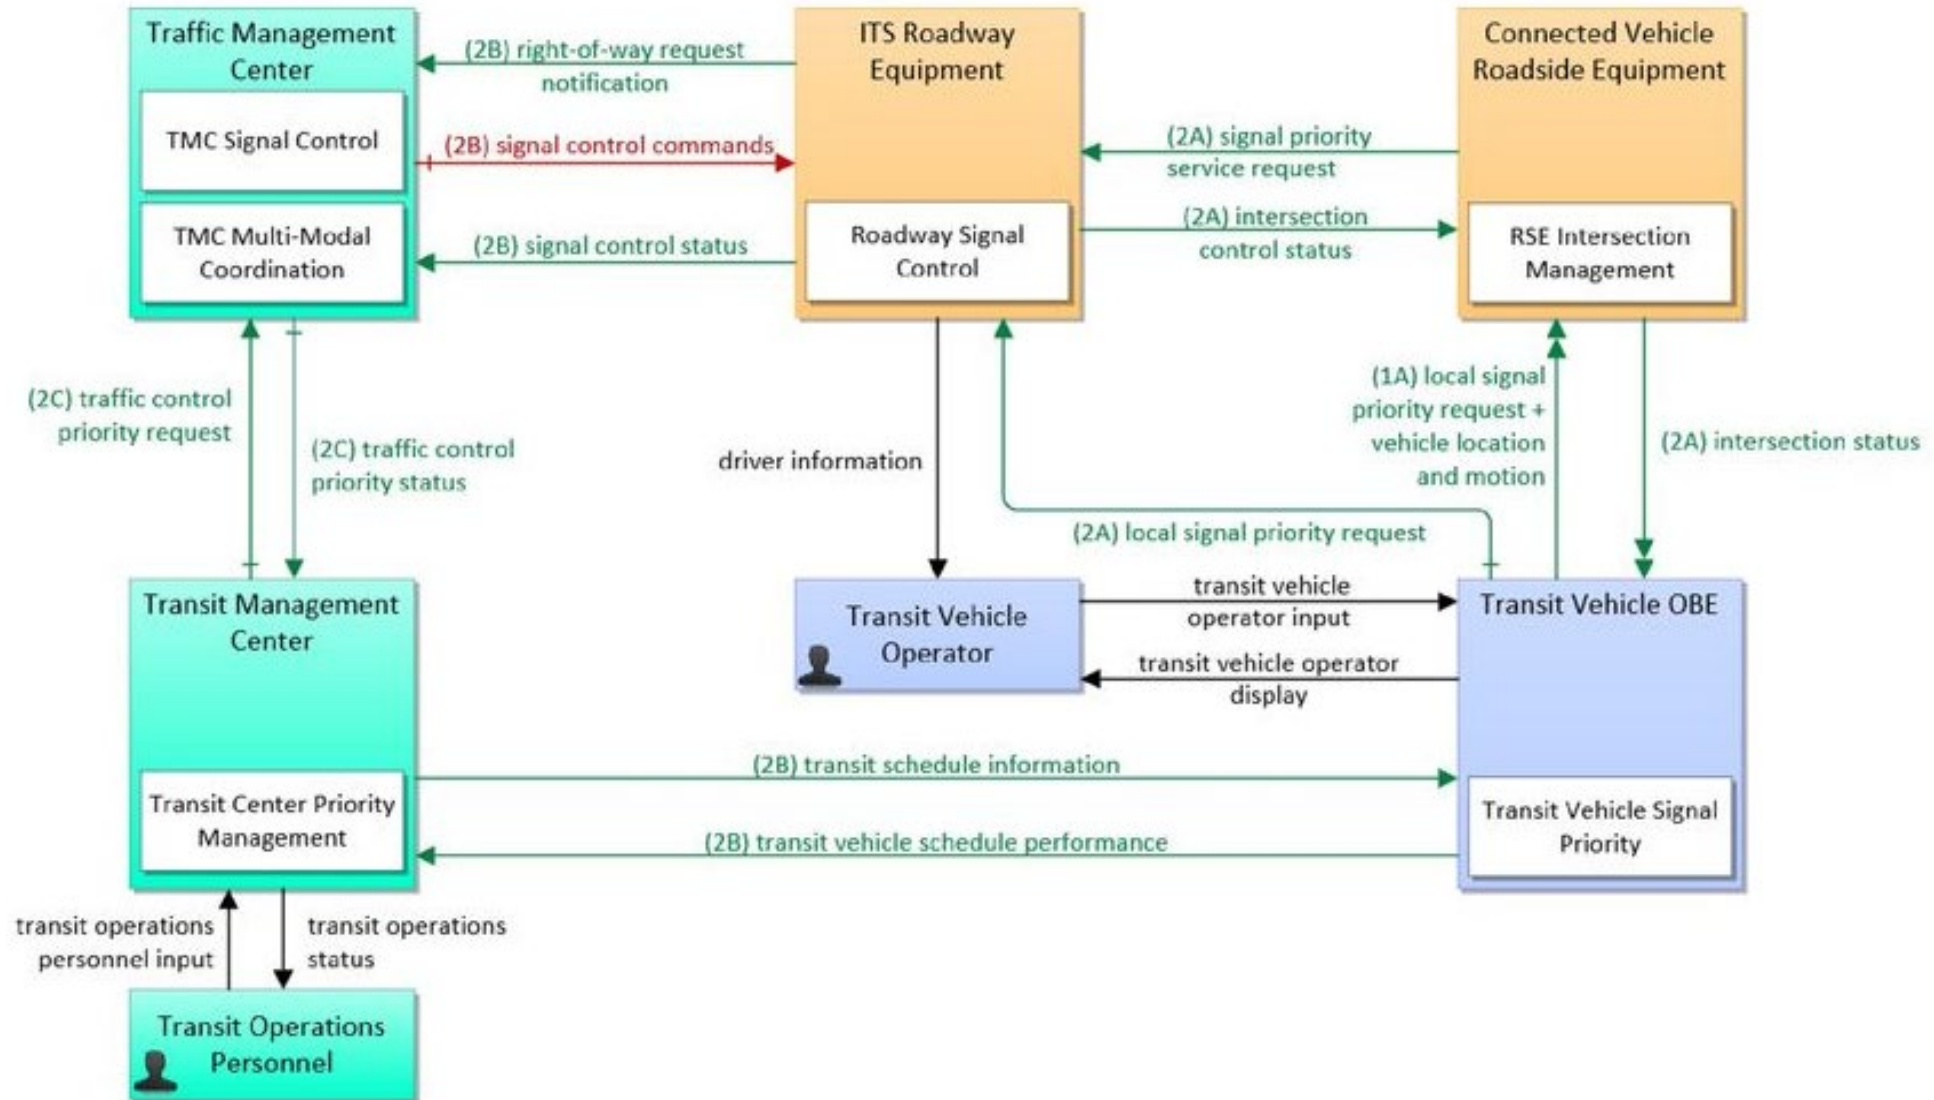 Traffic Management
Center
TMC Signal Control
TMC Multi-Modal
Coordination
(2B) right-of-way request
notification
(2B) signal control commands
(2B) signal control status
ITS Roadway
Equipment
Roadway Signal
Control
(2A) signal priority
service request
(2A) intersection
control status
Connected Vehicle
Roadside Equipment
RSE Intersection
Management
(2C) traffic control
priority request
(2C) traffic control
priority status
driver information
(1A) local signal
priority request +
vehicle location
and motion
(2A) intersection status
(2A) local signal priority request
Transit Management
Center
Transit Center Priority
Management
Transit Vehicle
Operator
transit vehicle
operator input
transit vehicle operator
display
Transit Vehicle OBE
Transit Vehicle Signal
Priority
(2B) transit schedule information
(2B) transit vehicle schedule performance
transit operations
personnel input
transit operations
status
Transit Operations
Personnel